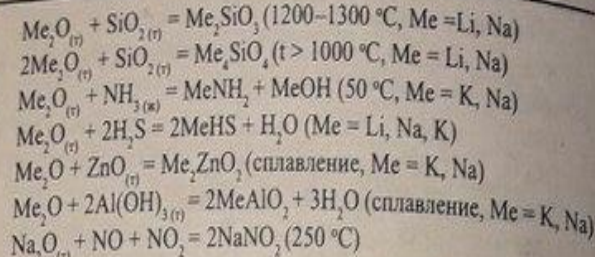 Me₂O₍т₎ + SiO₂₍т₎ = Me₂SiO₃ (1200–1300 °C, Me =Li, Na)
2Me₂O₍т₎ + SiO₂₍т₎ = Me₄SiO₄ (t > 1000 °C, Me = Li, Na)
Me₂O₍т₎ + NH₃₍ж₎ = MeNH₂ + MeOH (50 °C, Me = K, Na)
Me₂O₍т₎ + 2H₂S = 2MeHS + H₂O (Me = Li, Na, K)
Me₂O + ZnO₍т₎ = Me₂ZnO₂ (сплавление, Me = K, Na)
Me₂O + 2Al(OH)₃₍т₎ = 2MeAlO₂ + 3H₂O (сплавление, Me = K, Na)
Na₂O₍т₎ + NO + NO₂ = 2NaNO₂ (250 °C)